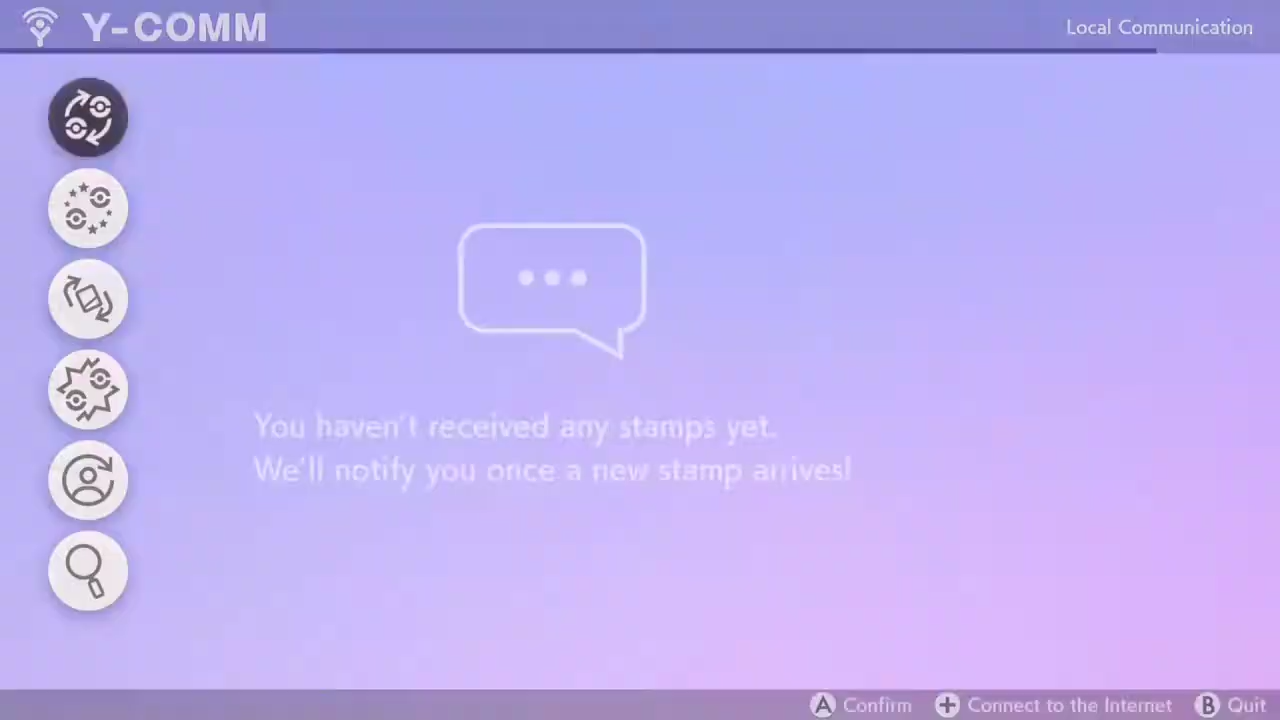 Y-COMM
Local Communication
You haven't received any stamps yet.
We'll notify you once a new stamp arrives!
A Confirm + Connect to the Internet B Quit